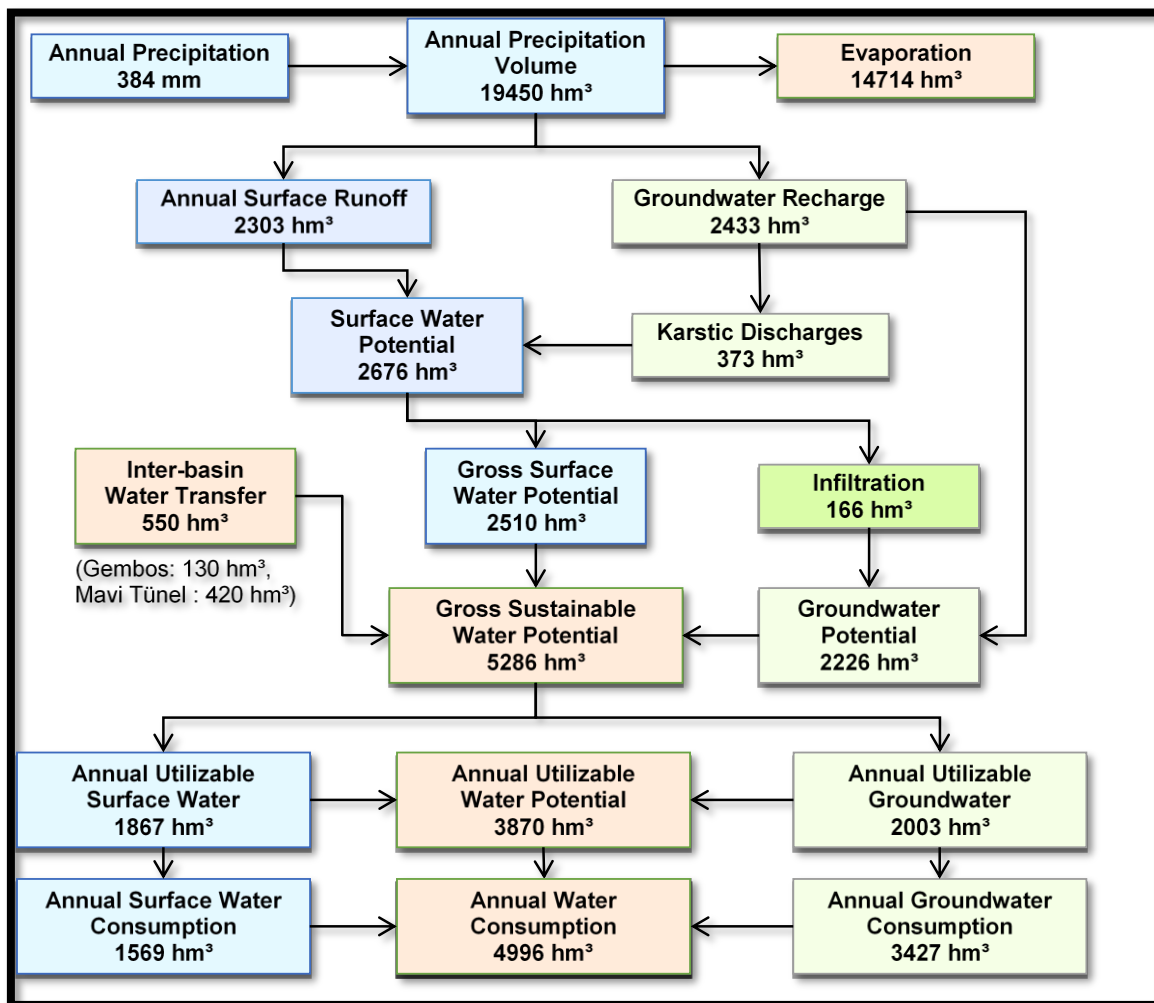 Annual Precipitation
384 mm
Annual Precipitation
Volume
19450 hm³
Evaporation
14714 hm³
Annual Surface Runoff
2303 hm³
Groundwater Recharge
2433 hm³
Surface Water
Potential
2676 hm³
Karstic Discharges
373 hm³
Inter-basin
Water Transfer
550 hm³
(Gembos: 130 hm³,
Mavi Tünel : 420 hm³)
Gross Surface
Water Potential
2510 hm³
Infiltration
166 hm³
Gross Sustainable
Water Potential
5286 hm³
Groundwater
Potential
2226 hm³
Annual Utilizable
Surface Water
1867 hm³
Annual Utilizable
Water Potential
3870 hm³
Annual Utilizable
Groundwater
2003 hm³
Annual Surface Water
Consumption
1569 hm³
Annual Water
Consumption
4996 hm³
Annual Groundwater
Consumption
3427 hm³